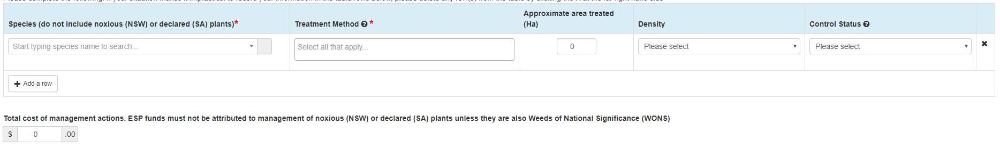 Approximate area treated
Species (do not include noxious (NSW) or declared (SA) plants)* Treatment Method ? * (Ha) Density Control Status ?
Start typing species name to search... Select all that apply... 0 Please select Please select
Add a row
Total cost of management actions. ESP funds must not be attributed to management of noxious (NSW) or declared (SA) plants unless they are also Weeds of National Significance (WONS)
$ 0 .00